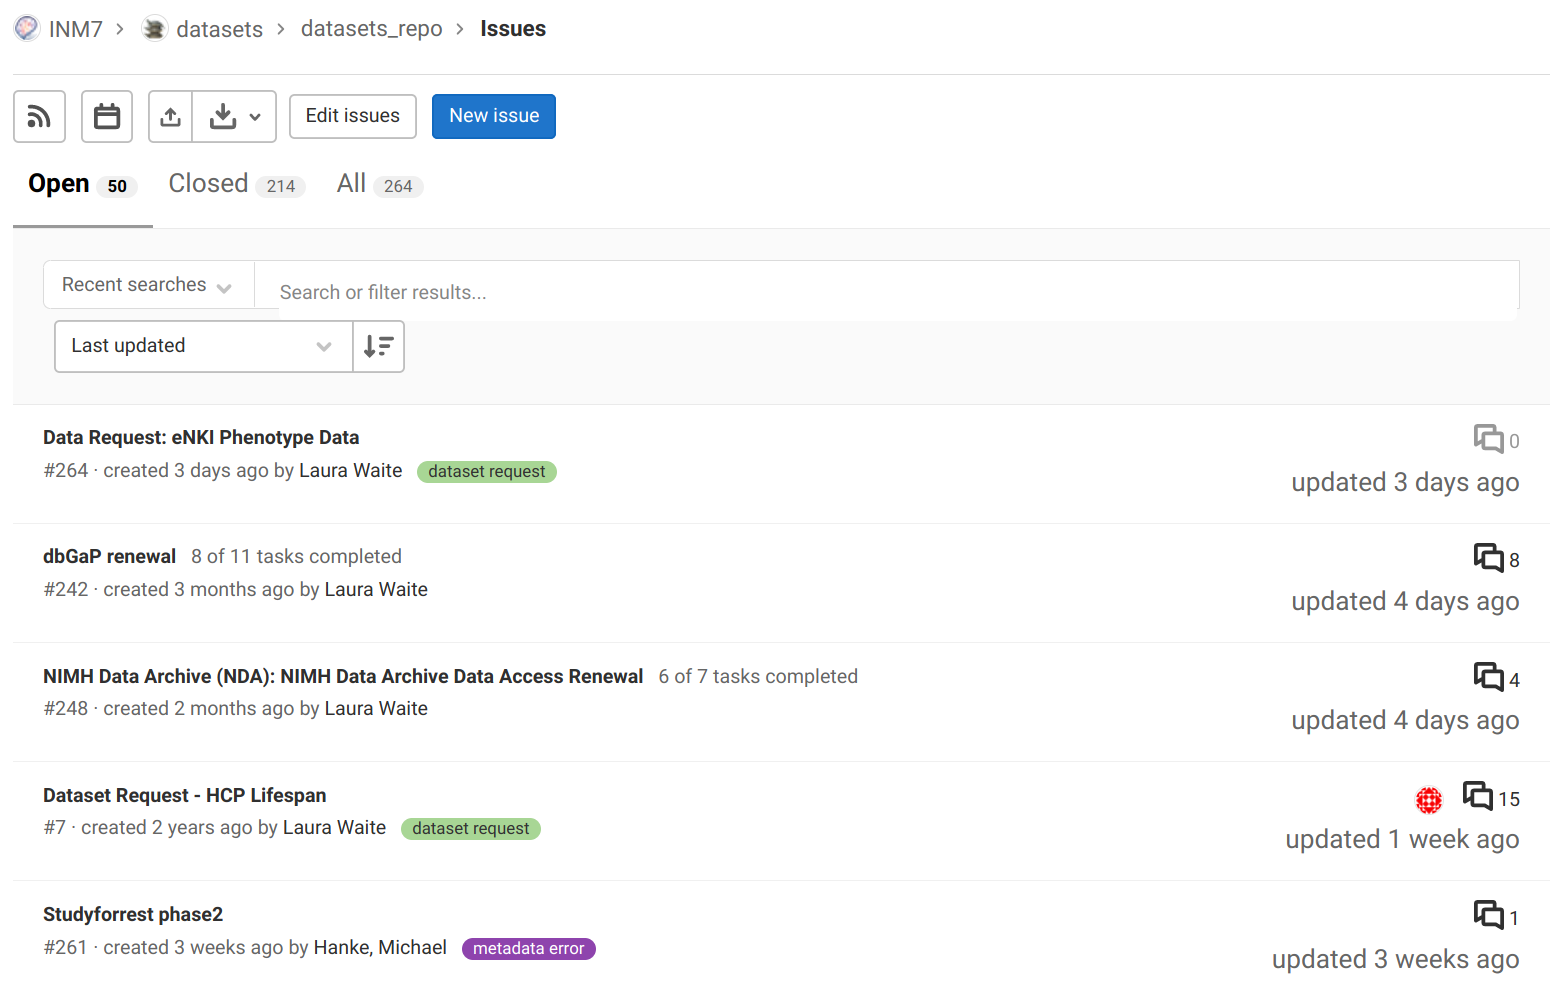 INM7 > datasets > datasets_repo > Issues
Edit issues New issue
Open 50 Closed 214 All 264
Recent searches Search or filter results...
Last updated
Data Request: eNKI Phenotype Data 0
#264 · created 3 days ago by Laura Waite dataset request updated 3 days ago
dbGaP renewal 8 of 11 tasks completed 8
#242 · created 3 months ago by Laura Waite updated 4 days ago
NIMH Data Archive (NDA): NIMH Data Archive Data Access Renewal 6 of 7 tasks completed 4
#248 · created 2 months ago by Laura Waite updated 4 days ago
Dataset Request - HCP Lifespan 15
#7 · created 2 years ago by Laura Waite dataset request updated 1 week ago
Studyforrest phase2 1
#261 · created 3 weeks ago by Hanke, Michael metadata error updated 3 weeks ago